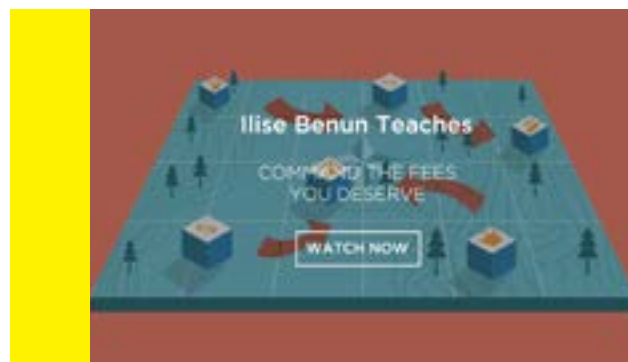 Ilise Benun Teaches
COMMAND THE FEES
YOU DESERVE
WATCH NOW